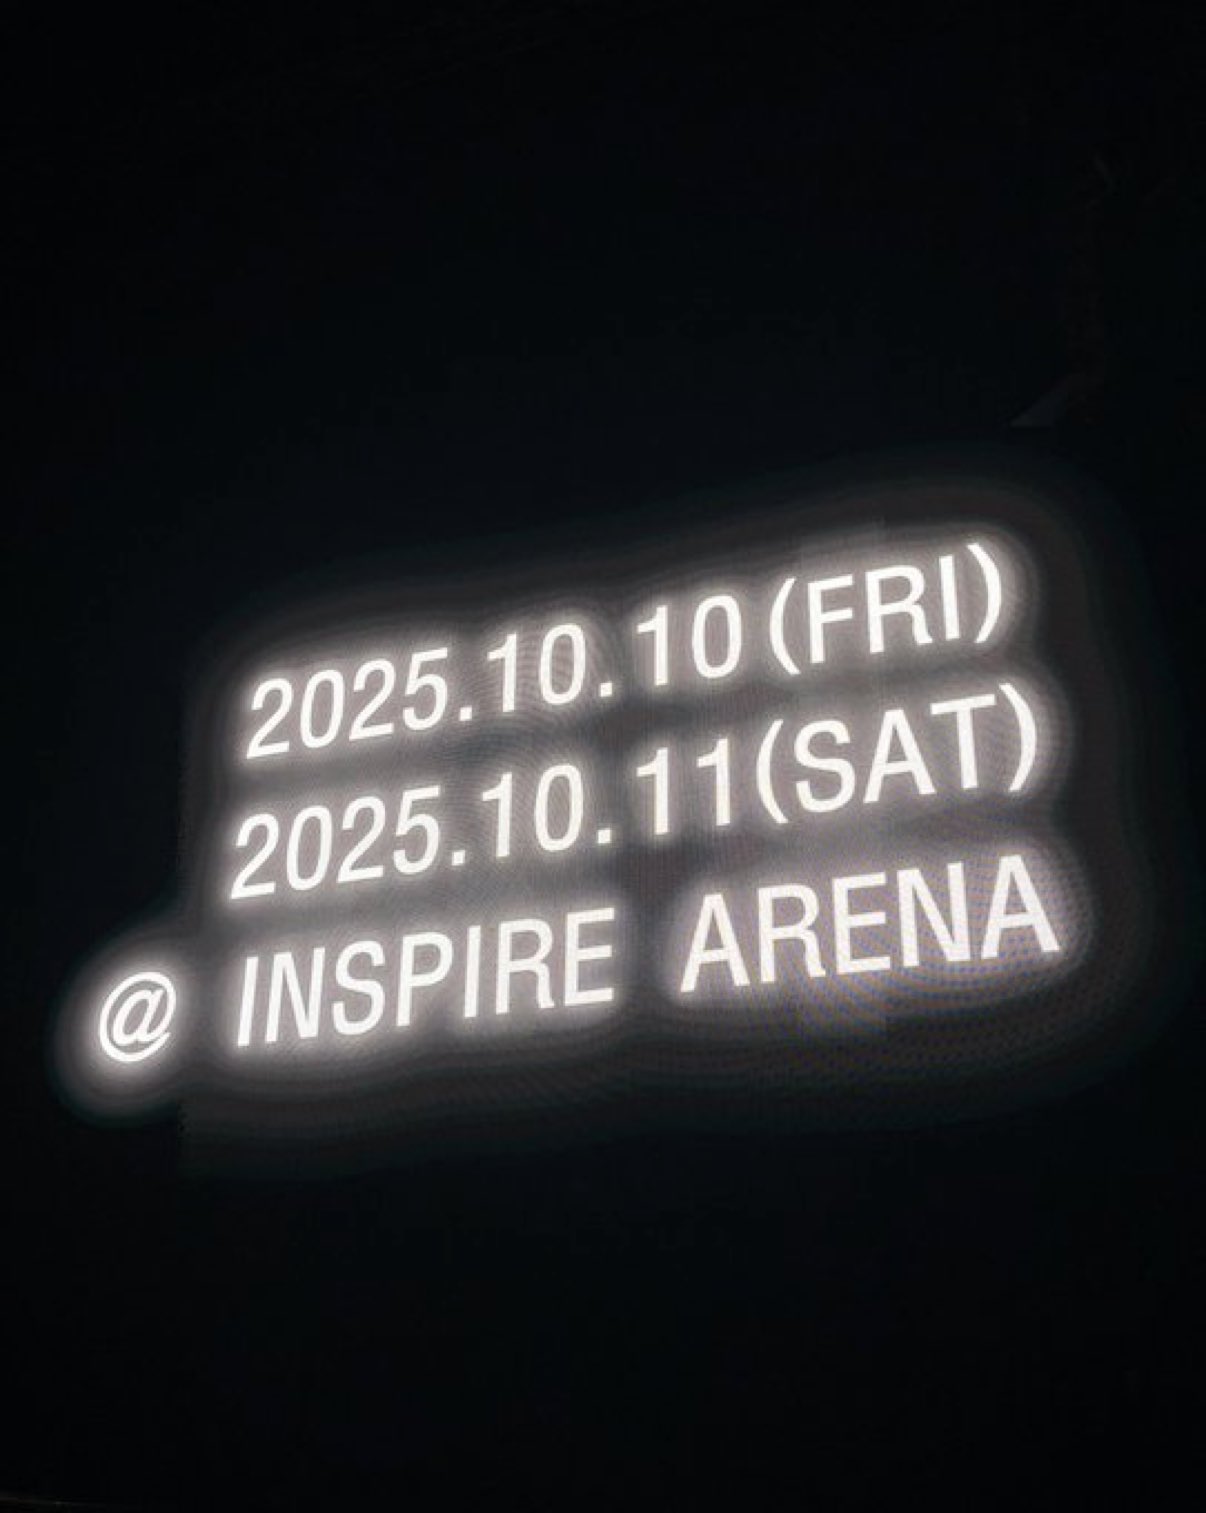 2025.10.10(FRI)
2025.10.11(SAT)
@ INSPIRE ARENA